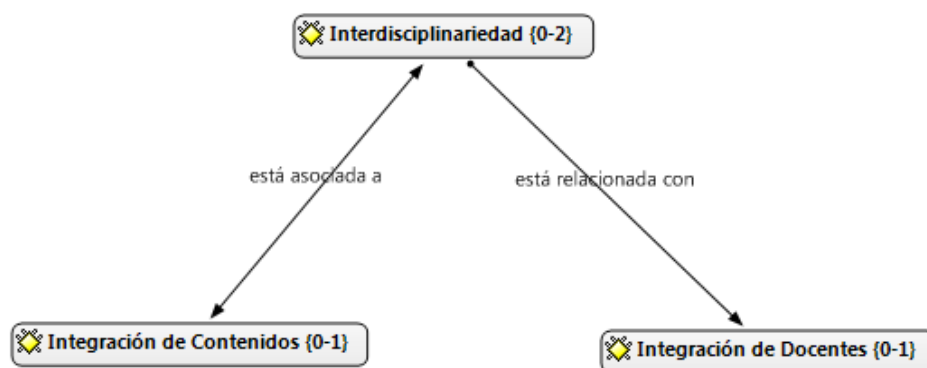 Interdisciplinariedad {0-2}
está asociada a
está relacionada con
Integración de Contenidos {0-1}
Integración de Docentes {0-1}